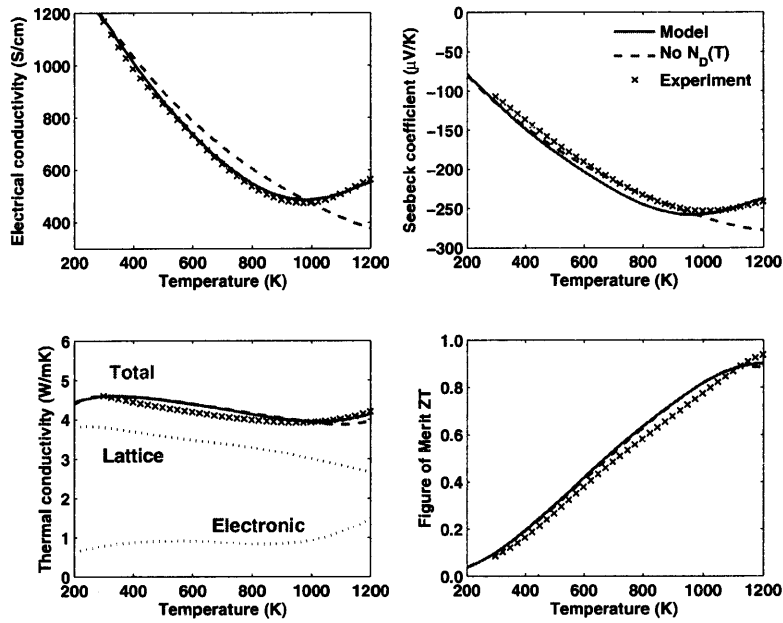 Electrical conductivity (S/cm)
1200
1000
800
600
400
200 400 600 800 1000 1200
Temperature (K)
Seebeck coefficient (μV/K)
0
−50
−100
−150
−200
−250
−300
Model
No N_D(T)
Experiment
200 400 600 800 1000 1200
Temperature (K)
Thermal conductivity (W/mK)
6
5
4
3
2
1
0
Total
Lattice
Electronic
200 400 600 800 1000 1200
Temperature (K)
Figure of Merit ZT
1.0
0.8
0.6
0.4
0.2
0.0
200 400 600 800 1000 1200
Temperature (K)